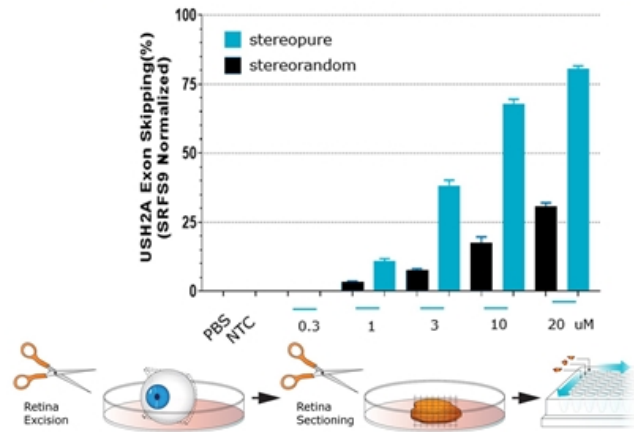 100
stereopure
stereorandom
75
50
25
0
USH2A Exon Skipping(%)
(SRFS9 Normalized)
PBS
NTC
0.3
1
3
10
20 uM
Retina
Excision
Retina
Sectioning